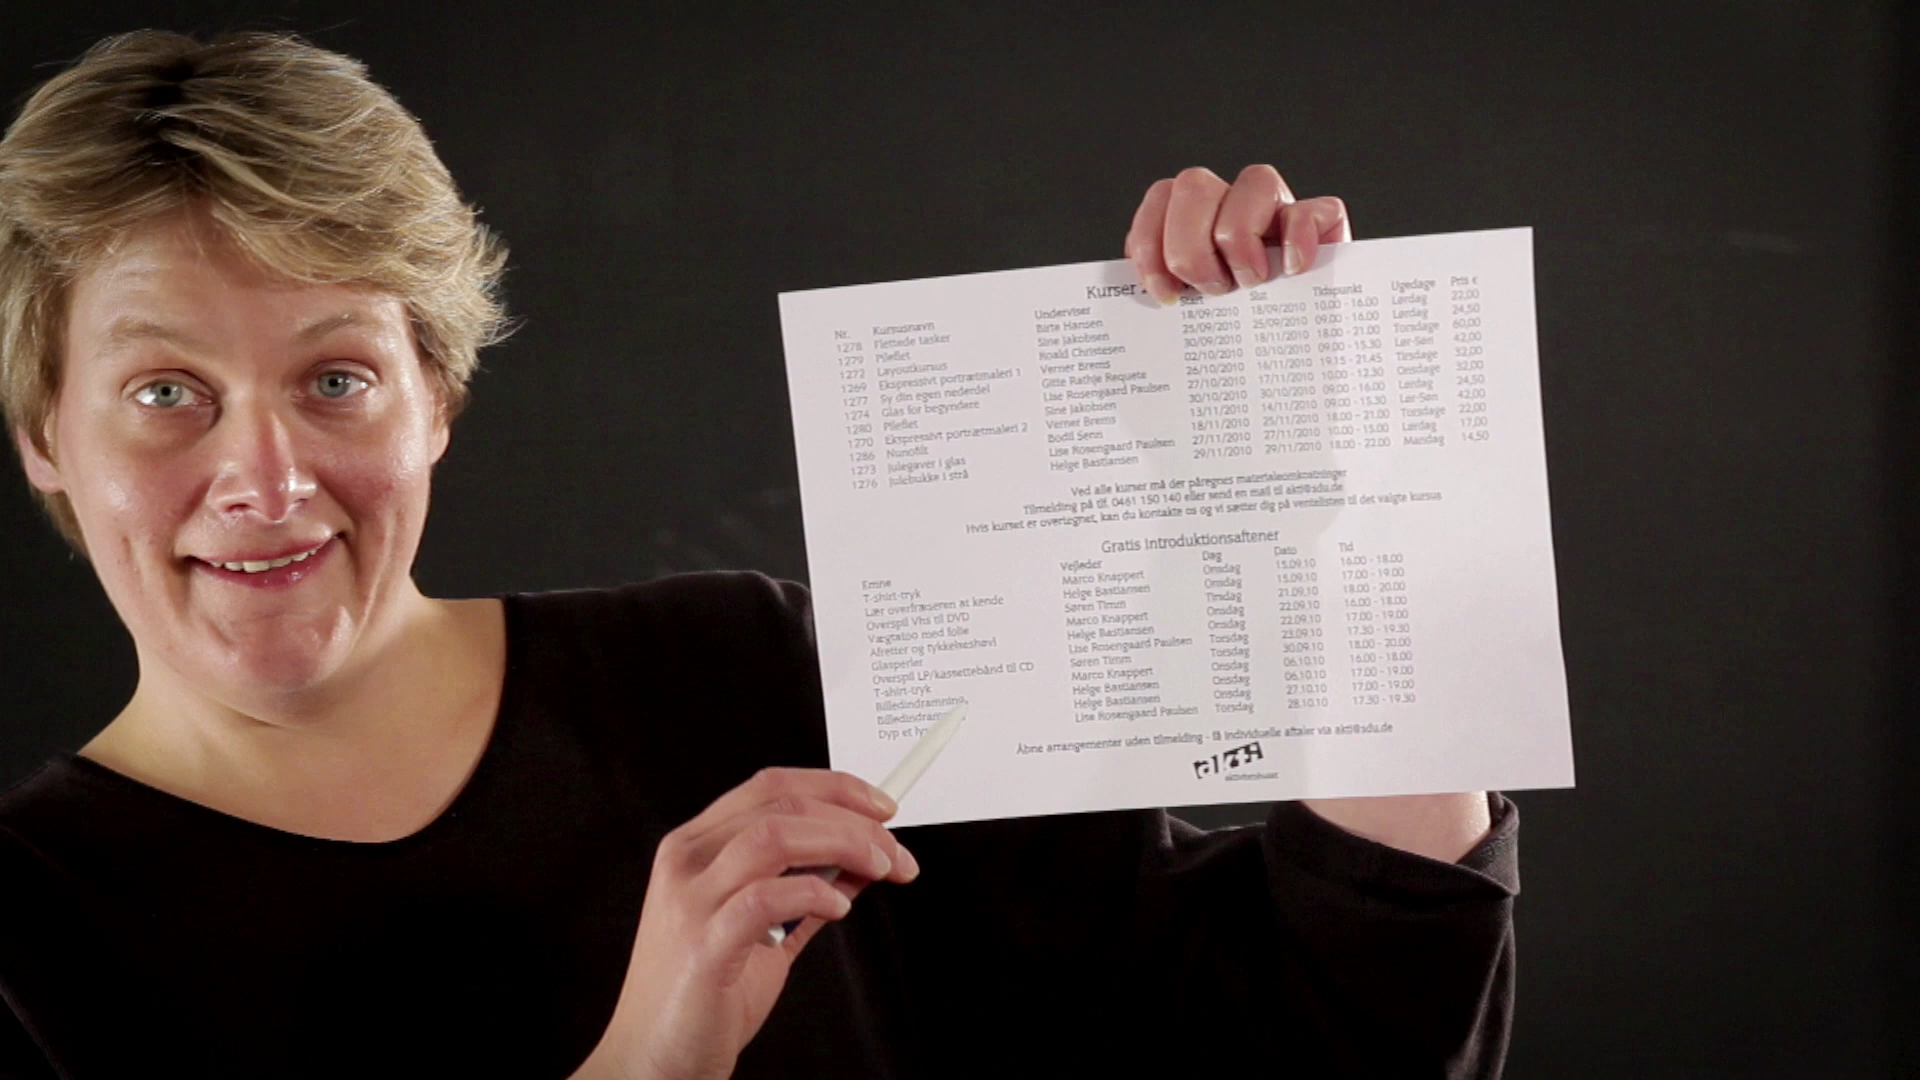 Kurser
Nr. Kursusnavn Underviser Start Slut Tidspunkt Ugedage Pris €
1278 Flettede tasker Birte Hansen 18/09/2010 18/09/2010 10.00 - 16.00 Lørdag 22,00
1279 Pileflet Sine Jakobsen 25/09/2010 25/09/2010 09.00 - 16.00 Lørdag 24,50
1272 Layoutkursus Roald Christesen 30/09/2010 18/11/2010 18.00 - 21.00 Torsdage 60,00
1269 Ekspressivt portrætmaleri 1 Verner Brems 02/10/2010 03/10/2010 09.00 - 15.30 Lør-Søn 42,00
1277 Sy din egen nederdel Gitte Rathje Requete 26/10/2010 16/11/2010 19.15 - 21.45 Tirsdage 32,00
1274 Glas for begyndere Lise Rosengaard Paulsen 27/10/2010 17/11/2010 10.00 - 12.30 Onsdage 32,00
1280 Pileflet Sine Jakobsen 30/10/2010 30/10/2010 09.00 - 16.00 Lørdag 24,50
1270 Ekspressivt portrætmaleri 2 Verner Brems 13/11/2010 14/11/2010 09.00 - 15.30 Lør-Søn 42,00
1286 Nunofilt Bodil Senn 18/11/2010 25/11/2010 18.00 - 21.00 Torsdage 22,00
1273 Julegaver i glas Lise Rosengaard Paulsen 27/11/2010 27/11/2010 10.00 - 15.00 Lørdag 17,00
1276 Julebukke i strå Helge Bastiansen 29/11/2010 29/11/2010 18.00 - 22.00 Mandag 14,50
Ved alle kurser må der påregnes materialeomkostninger
Tilmelding på tlf. 0461 150 140 eller send en mail til akti@sdu.de
Hvis kurset er overtegnet, kan du kontakte os og vi sætter dig på ventelisten til det valgte kursus
Gratis Introduktionsaftener
Emne Vejleder Dag Dato Tid
T-shirt-tryk Marco Knappert Onsdag 15.09.10 16.00 - 18.00
Lær overfræseren at kende Helge Bastiansen Onsdag 15.09.10 17.00 - 19.00
Overspil Vhs til DVD Søren Timm Tirsdag 21.09.10 18.00 - 20.00
Vægtatoo med folie Marco Knappert Onsdag 22.09.10 16.00 - 18.00
Afretter og tykkelseshøvl Helge Bastiansen Onsdag 22.09.10 17.00 - 19.00
Glasperler Lise Rosengaard Paulsen Torsdag 23.09.10 17.30 - 19.30
Overspil LP/kassettebånd til CD Søren Timm Torsdag 30.09.10 18.00 - 20.00
T-shirt-tryk Marco Knappert Onsdag 06.10.10 16.00 - 18.00
Billedindramning Helge Bastiansen Onsdag 06.10.10 17.00 - 19.00
Helge Bastiansen Onsdag 27.10.10 17.00 - 19.00
Dyp et Lise Rosengaard Paulsen Torsdag 28.10.10 17.30 - 19.30
Åbne arrangementer uden tilmelding - få individuelle aftaler via akti@sdu.de
akti
aktivitetshuset